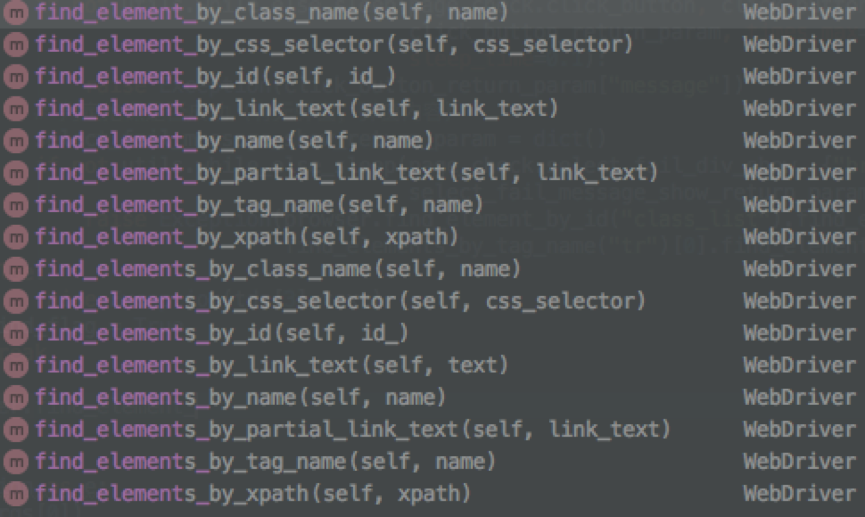 m find_element_by_class_name(self, name) WebDriver
m find_element_by_css_selector(self, css_selector) WebDriver
m find_element_by_id(self, id_) WebDriver
m find_element_by_link_text(self, link_text) WebDriver
m find_element_by_name(self, name) WebDriver
m find_element_by_partial_link_text(self, link_text) WebDriver
m find_element_by_tag_name(self, name) WebDriver
m find_element_by_xpath(self, xpath) WebDriver
m find_elements_by_class_name(self, name) WebDriver
m find_elements_by_css_selector(self, css_selector) WebDriver
m find_elements_by_id(self, id_) WebDriver
m find_elements_by_link_text(self, text) WebDriver
m find_elements_by_name(self, name) WebDriver
m find_elements_by_partial_link_text(self, link_text) WebDriver
m find_elements_by_tag_name(self, name) WebDriver
m find_elements_by_xpath(self, xpath) WebDriver